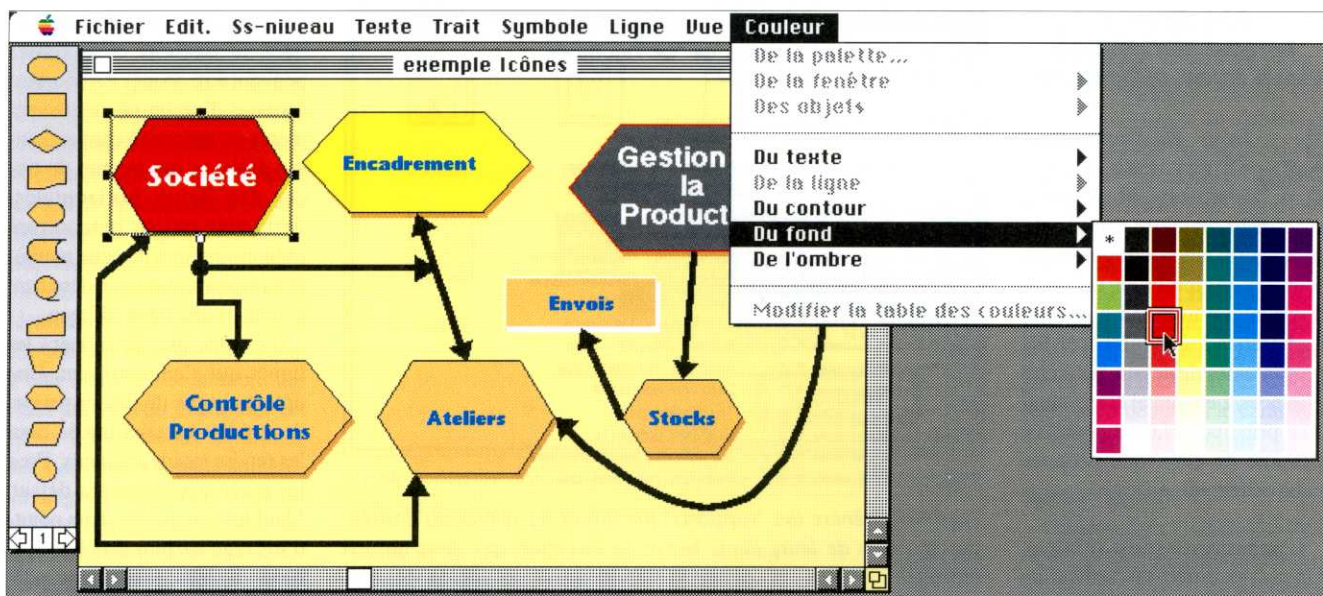 Fichier Edit. Ss-niveau Texte Trait Symbole Ligne Vue Couleur
exemple Icônes
De la palette...
De la fenêtre
Des objets
Du texte
De la ligne
Du contour
Du fond
De l'ombre
Modifier la table des couleurs...
*
Société
Encadrement
Gestion
la
Product
Envois
Contrôle
Productions
Ateliers
Stocks
1